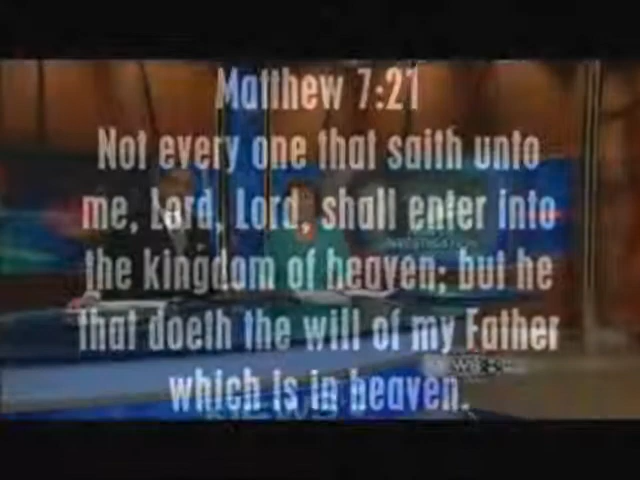 Matthew 7:21
Not every one that saith unto
me, Lord, Lord, shall enter into
the kingdom of heaven; but he
that doeth the will of my Father
which is in heaven.
NEWS